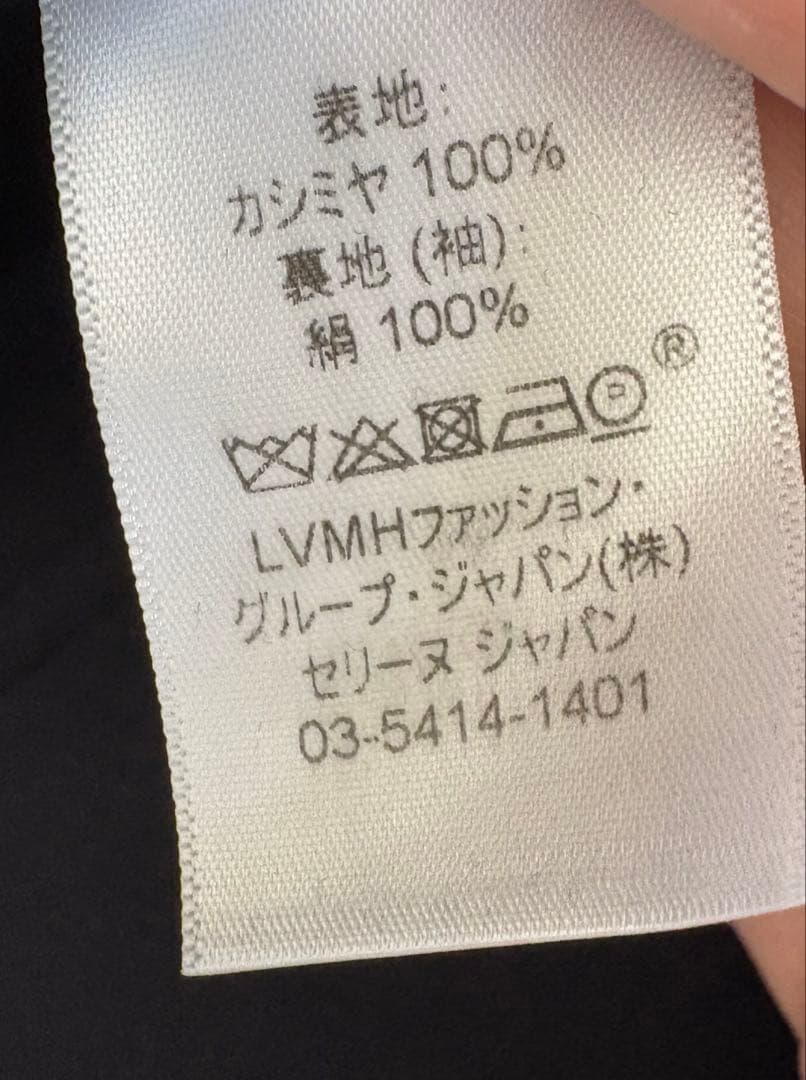 表地:
カシミヤ 100%
裏地 (袖):
絹 100%
P ®
LVMHファッション・
グループ・ジャパン(株)
セリーヌ ジャパン
03-5414-1401